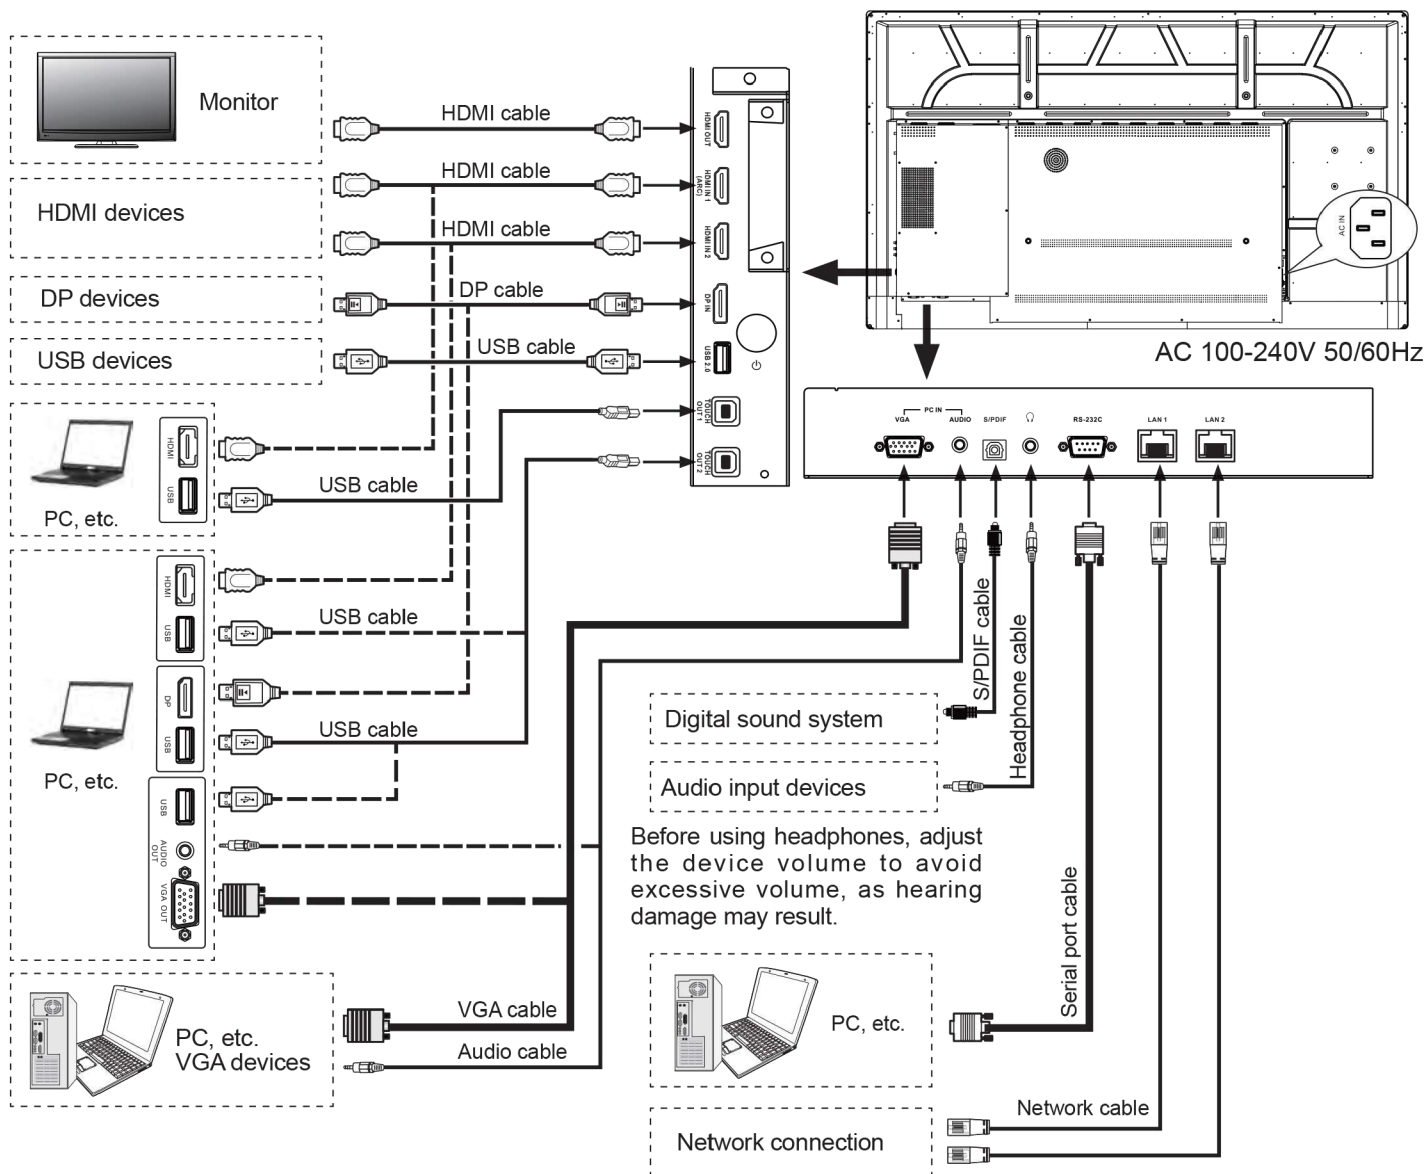 Monitor
HDMI cable
HDMI OUT
HDMI devices
HDMI cable
HDMI IN 1
(ARC)
HDMI cable
HDMI IN 2
DP devices
DP cable
DP IN
USB devices
USB cable
USB 2.0
TOUCH
OUT 1
TOUCH
OUT 2
AC IN
AC 100-240V 50/60Hz
HDMI
USB
USB cable
PC, etc.
PC IN
VGA
AUDIO
S/PDIF
RS-232C
LAN 1
LAN 2
HDMI
USB
USB cable
DP
USB
USB cable
PC, etc.
USB
AUDIO
OUT
VGA OUT
S/PDIF cable
Headphone cable
Digital sound system
Audio input devices
Before using headphones, adjust
the device volume to avoid
excessive volume, as hearing
damage may result.
Serial port cable
PC, etc.
VGA devices
VGA cable
Audio cable
PC, etc.
Network cable
Network connection